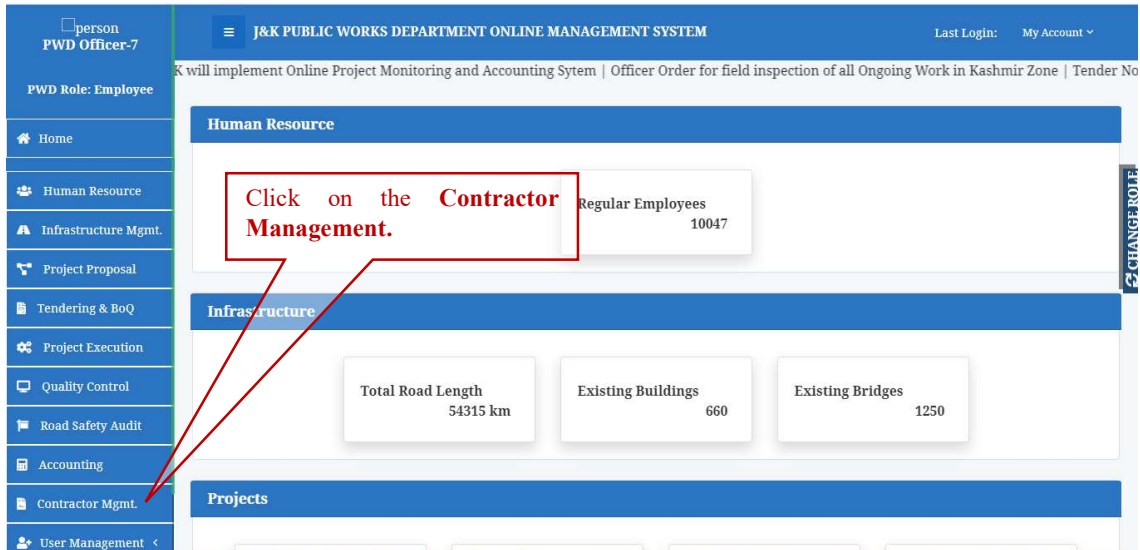 person
PWD Officer-7
PWD Role: Employee
Home
Human Resource
Infrastructure Mgmt.
Project Proposal
Tendering & BoQ
Project Execution
Quality Control
Road Safety Audit
Accounting
Contractor Mgmt.
User Management
J&K PUBLIC WORKS DEPARTMENT ONLINE MANAGEMENT SYSTEM
Last Login: My Account
K will implement Online Project Monitoring and Accounting Sytem | Officer Order for field inspection of all Ongoing Work in Kashmir Zone | Tender No
Human Resource
Click on the Contractor
Management.
Regular Employees
10047
CHANGE ROLE
Infrastructure
Total Road Length
54315 km
Existing Buildings
660
Existing Bridges
1250
Projects